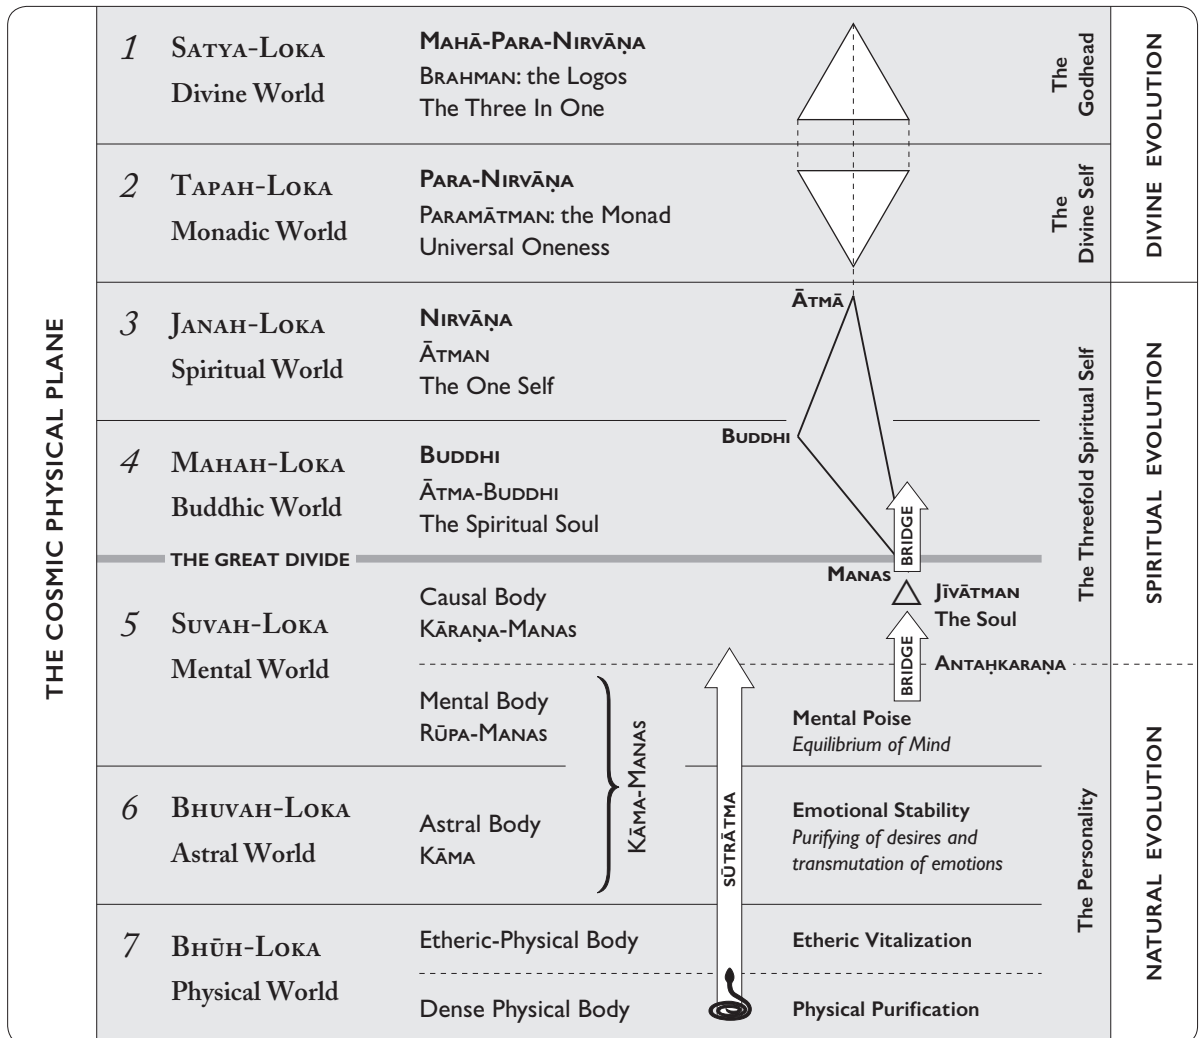 THE COSMIC PHYSICAL PLANE
1
SATYA-LOKA
Divine World
MAHĀ-PARA-NIRVĀṆA
BRAHMAN: the Logos
The Three In One
The
Godhead
2
TAPAH-LOKA
Monadic World
PARA-NIRVĀṆA
PARAMĀTMAN: the Monad
Universal Oneness
The
Divine Self
DIVINE EVOLUTION
3
JANAH-LOKA
Spiritual World
NIRVĀṆA
ĀTMAN
The One Self
ĀTMĀ
4
MAHAH-LOKA
Buddhic World
BUDDHI
ĀTMA-BUDDHI
The Spiritual Soul
BUDDHI
BRIDGE
The Threefold Spiritual Self
SPIRITUAL EVOLUTION
THE GREAT DIVIDE
5
SUVAH-LOKA
Mental World
Causal Body
KĀRAṆA-MANAS
MANAS
JĪVĀTMAN
The Soul
BRIDGE
ANTAḤKARAṆA
Mental Body
RŪPA-MANAS
KĀMA-MANAS
Mental Poise
Equilibrium of Mind
6
BHUVAH-LOKA
Astral World
Astral Body
KĀMA
SŪTRĀTMA
Emotional Stability
Purifying of desires and
transmutation of emotions
The Personality
NATURAL EVOLUTION
7
BHŪH-LOKA
Physical World
Etheric-Physical Body
Etheric Vitalization
Dense Physical Body
Physical Purification